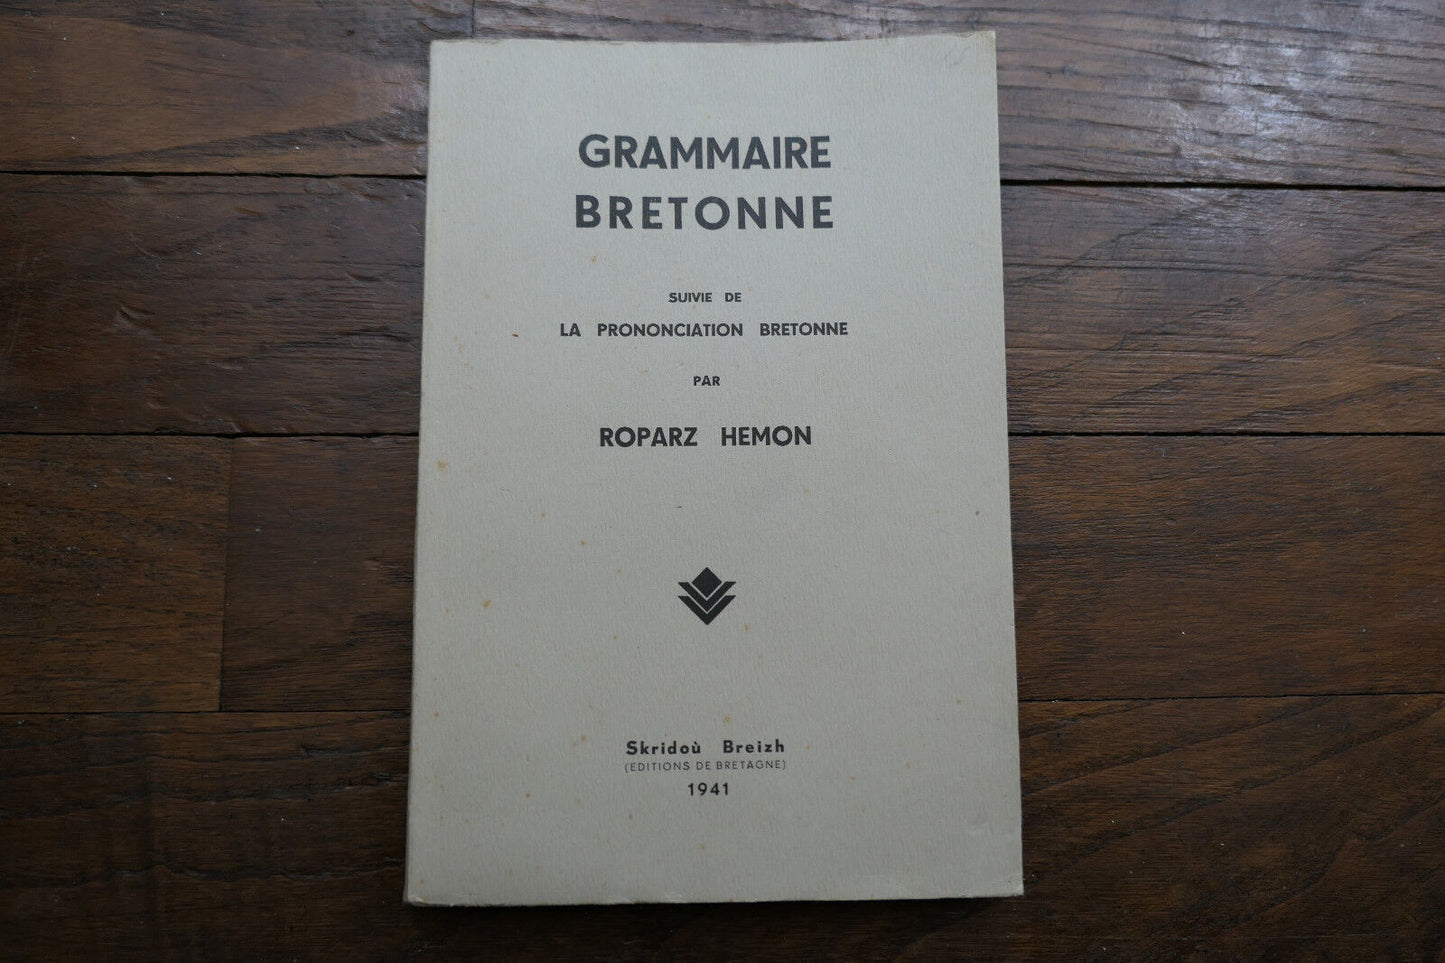 GRAMMAIRE
BRETONNE
SUIVIE DE
LA PRONONCIATION BRETONNE
PAR
ROPARZ HEMON
Skridoù Breizh
(EDITIONS DE BRETAGNE)
1941